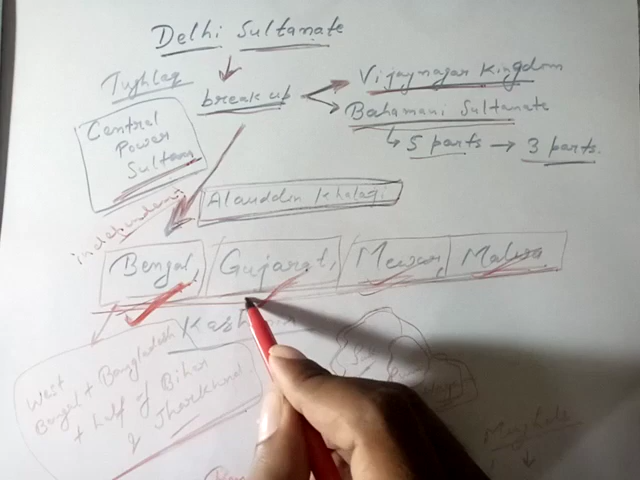 Delhi Sultanate
Tughlaq
break up
Vijaynagar Kingdom
Bahamani Sultanate
5 parts → 3 parts.
Central
Power
Sultan
independent
Alauddin Khalagi
Bengal, Gujarat, Mewar, Malwa
West
Bengal + Bangladesh
+ half of Bihar
& Jharkhand
Mughals